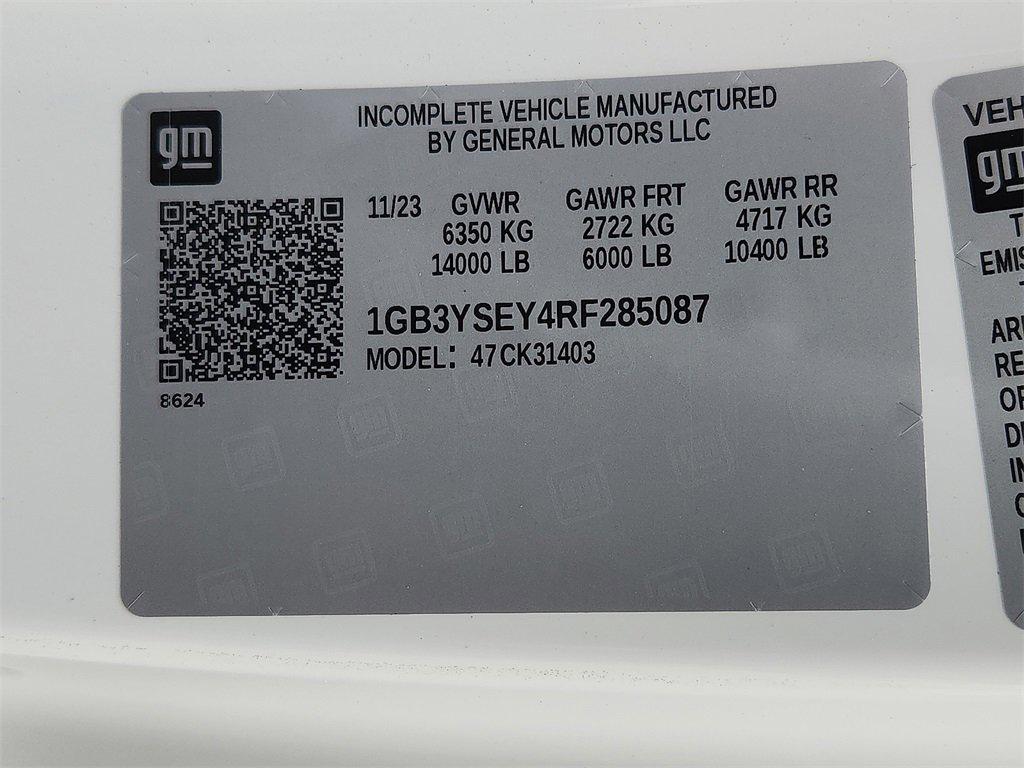 gm
INCOMPLETE VEHICLE MANUFACTURED
BY GENERAL MOTORS LLC
11/23 GVWR GAWR FRT GAWR RR
6350 KG 2722 KG 4717 KG
14000 LB 6000 LB 10400 LB
1GB3YSEY4RF285087
MODEL: 47CK31403
8624
VEH
gm
T
EMIS
ARE
RE
OF
DE
IN